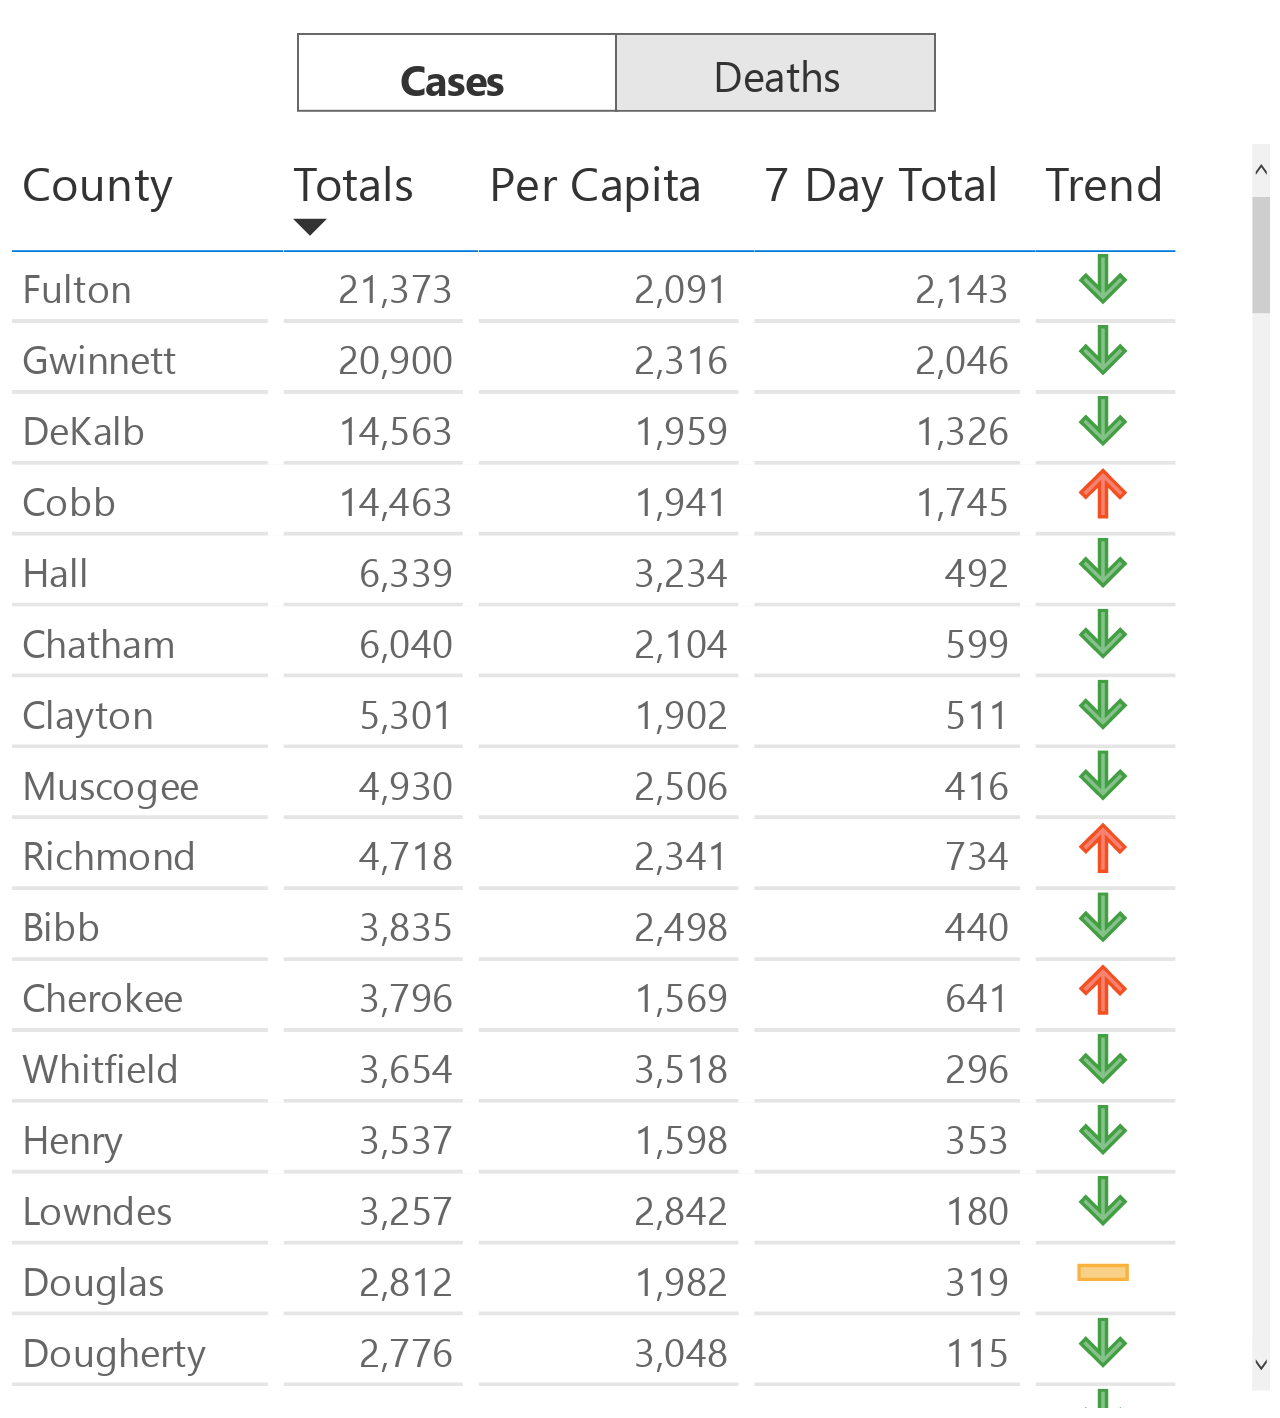 Cases Deaths
County Totals Per Capita 7 Day Total Trend
Fulton 21,373 2,091 2,143
Gwinnett 20,900 2,316 2,046
DeKalb 14,563 1,959 1,326
Cobb 14,463 1,941 1,745
Hall 6,339 3,234 492
Chatham 6,040 2,104 599
Clayton 5,301 1,902 511
Muscogee 4,930 2,506 416
Richmond 4,718 2,341 734
Bibb 3,835 2,498 440
Cherokee 3,796 1,569 641
Whitfield 3,654 3,518 296
Henry 3,537 1,598 353
Lowndes 3,257 2,842 180
Douglas 2,812 1,982 319
Dougherty 2,776 3,048 115